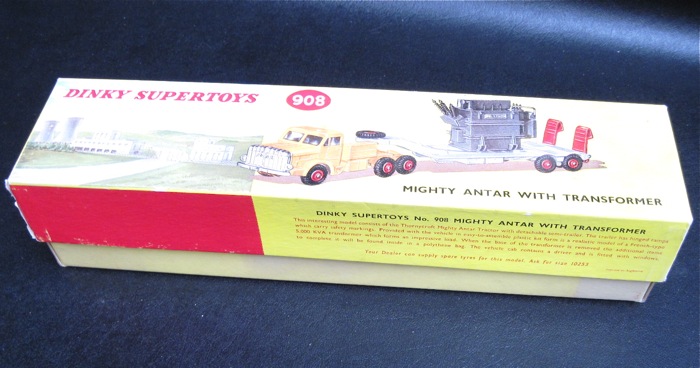 DINKY SUPERTOYS
908
MIGHTY ANTAR WITH TRANSFORMER
DINKY SUPERTOYS No. 908 MIGHTY ANTAR WITH TRANSFORMER
This interesting model consists of the Thornycroft Mighty Antar Tractor with detachable semi-trailer. The trailer has hinged ramps
which carry safety markings. Provided with the vehicle in easy-to-assemble plastic kit form is a realistic model of a French-type
5,000 KVA transformer which forms an impressive load. When the base of the transformer is removed the additional items
to complete it will be found inside in a polythene bag. The vehicle cab contains a driver and is fitted with windows.
Your Dealer can supply spare tyres for this model. Ask for size 10253